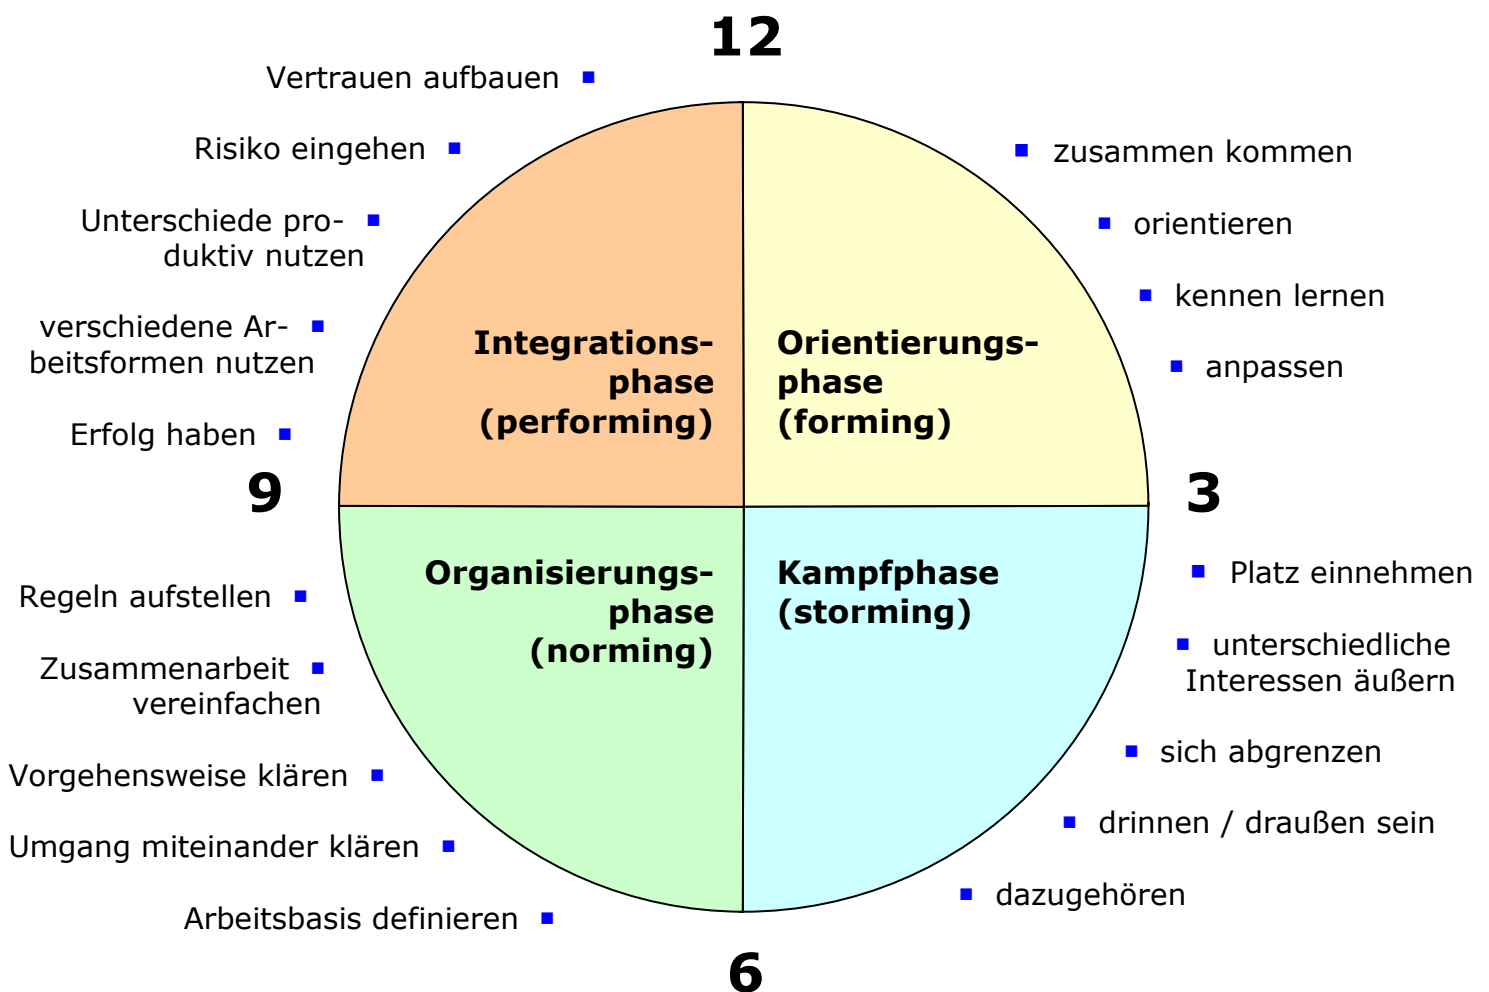 12
Vertrauen aufbauen
Risiko eingehen
Unterschiede pro-
duktiv nutzen
verschiedene Ar-
beitsformen nutzen
Erfolg haben
zusammen kommen
orientieren
kennen lernen
anpassen
Integrations-
phase
(performing)
Orientierungs-
phase
(forming)
9
3
Organisierungs-
phase
(norming)
Kampfphase
(storming)
Regeln aufstellen
Zusammenarbeit
vereinfachen
Vorgehensweise klären
Umgang miteinander klären
Arbeitsbasis definieren
Platz einnehmen
unterschiedliche
Interessen äußern
sich abgrenzen
drinnen / draußen sein
dazugehören
6